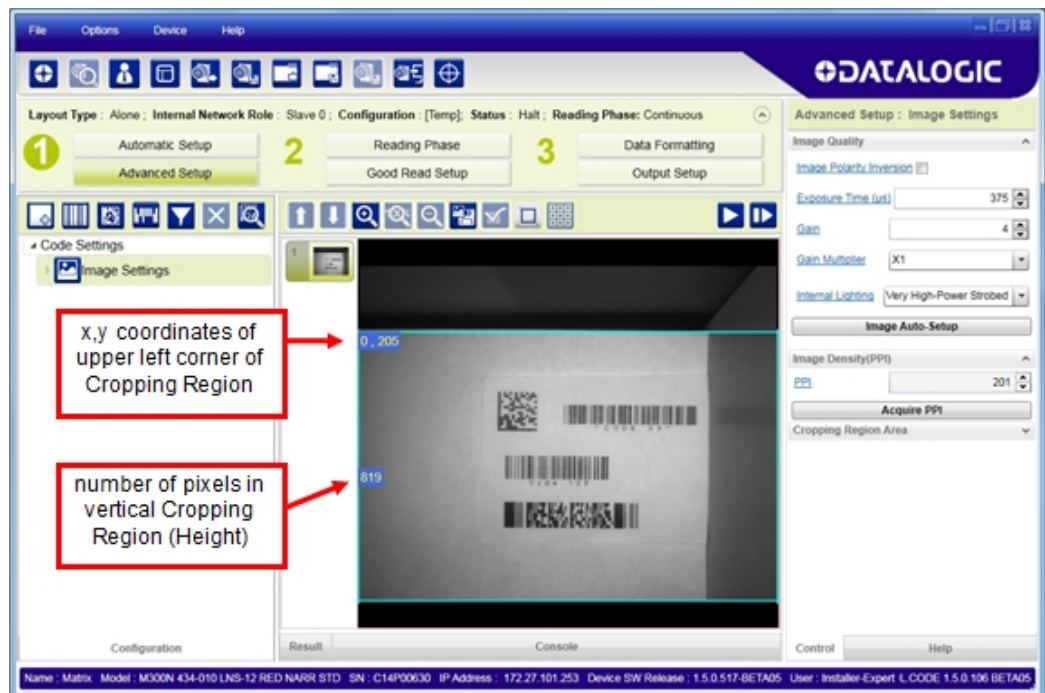 File Options Device Help
DATALOGIC
Layout Type : Alone ; Internal Network Role : Slave 0 ; Configuration : [Temp]; Status : Halt ; Reading Phase: Continuous
1 Automatic Setup
Advanced Setup
2 Reading Phase
Good Read Setup
3 Data Formatting
Output Setup
Code Settings
Image Settings
x,y coordinates of
upper left corner of
Cropping Region
number of pixels in
vertical Cropping
Region (Height)
1
0 , 205
819
"CODE 39"
Code 128
Configuration
Result Console
Advanced Setup : Image Settings
Image Quality
Image Polarity Inversion
Exposure Time (us) 375
Gain 4
Gain Multiplier X1
Internal Lighting Very High-Power Strobed
Image Auto-Setup
Image Density(PPI)
PPI 201
Acquire PPI
Cropping Region Area
Control Help
Name : Matrix Model : M300N 434-010 LNS-12 RED NARR STD SN : C14P00630 IP Address : 172.27.101.253 Device SW Release : 1.5.0.517-BETA05 User : Installer-Expert L.CODE 1.5.0.106 BETA05